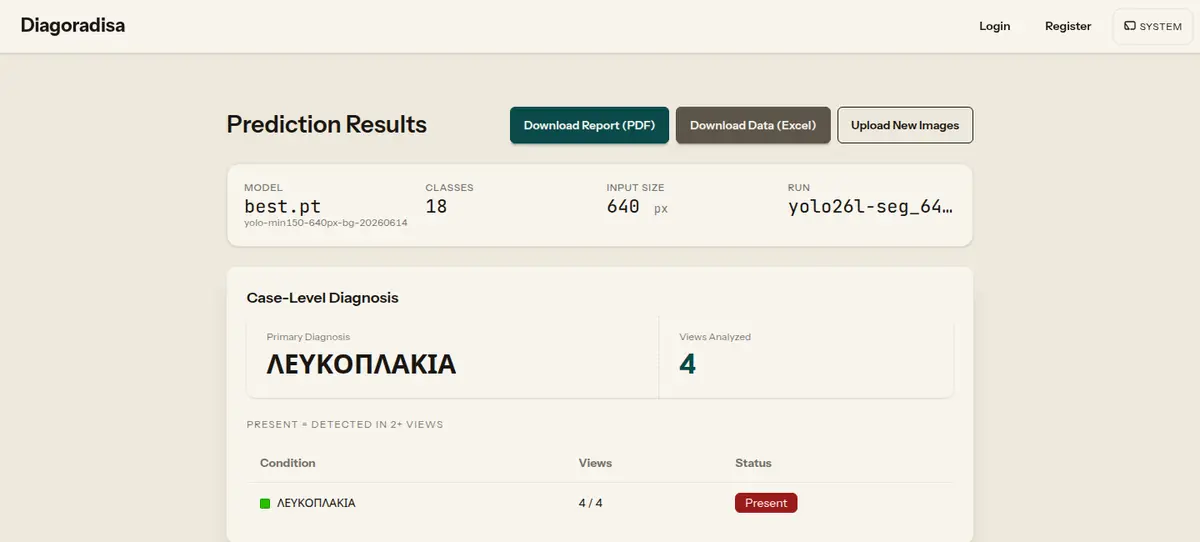 Diagoradisa
Login
Register
SYSTEM
Prediction Results
Download Report (PDF)
Download Data (Excel)
Upload New Images
MODEL
best.pt
yolo-min150-640px-bg-20260614
CLASSES
18
INPUT SIZE
640 px
RUN
yolo26l-seg_64…
Case-Level Diagnosis
Primary Diagnosis
ΛΕΥΚΟΠΛΑΚΙΑ
Views Analyzed
4
PRESENT = DETECTED IN 2+ VIEWS
Condition Views Status
ΛΕΥΚΟΠΛΑΚΙΑ 4 / 4 Present